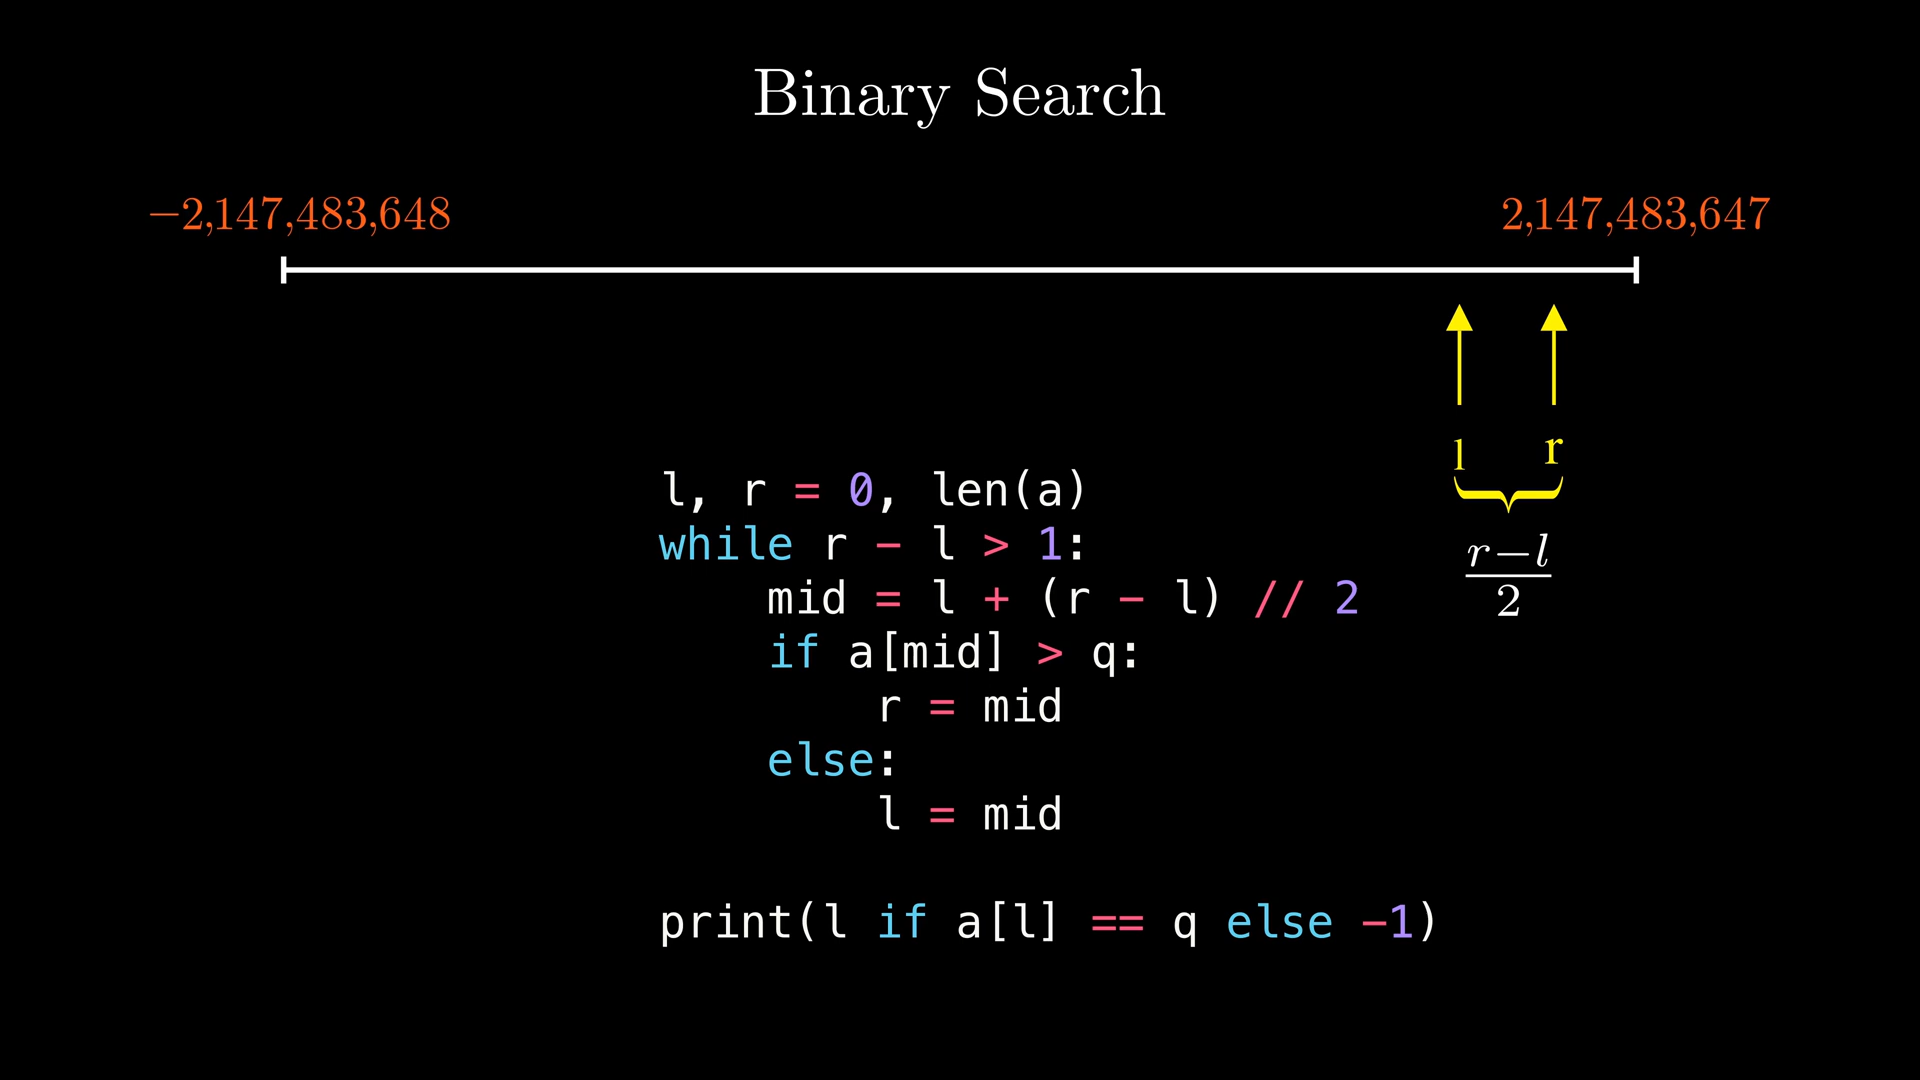 Binary Search
−2,147,483,648
2,147,483,647
l r
r−l
2
l, r = 0, len(a)
while r - l > 1:
    mid = l + (r - l) // 2
    if a[mid] > q:
        r = mid
    else:
        l = mid
print(l if a[l] == q else -1)